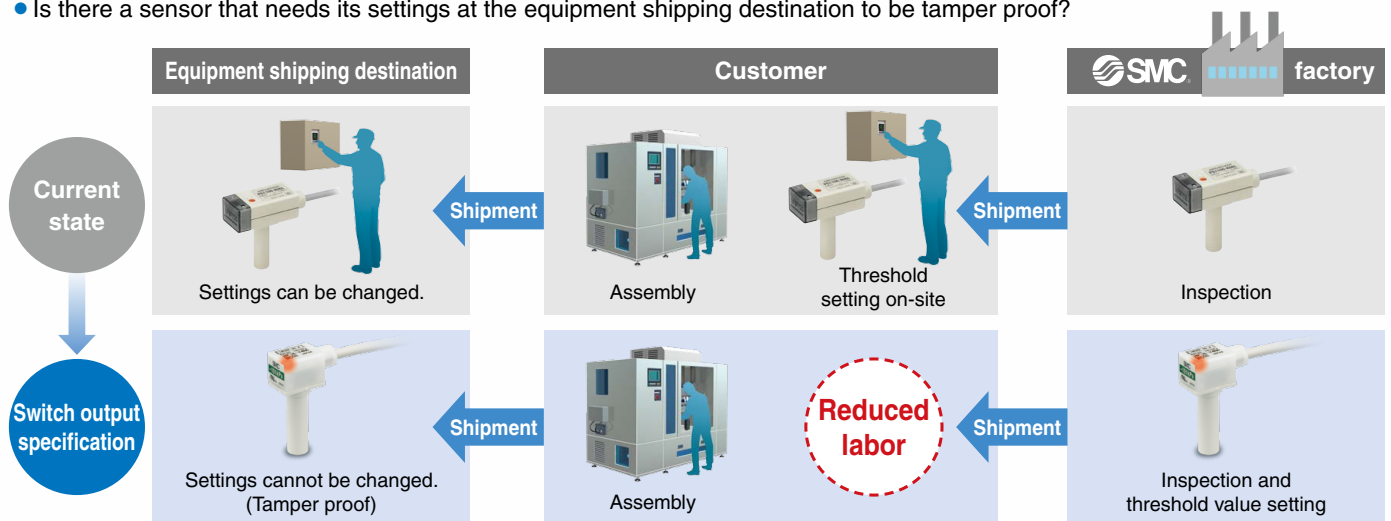 ● Is there a sensor that needs its settings at the equipment shipping destination to be tamper proof?
Equipment shipping destination
Customer
SMC® factory
Current
state
Settings can be changed.
Shipment
Assembly
Threshold
setting on-site
Shipment
Inspection
Switch output
specification
Settings cannot be changed.
(Tamper proof)
Shipment
Assembly
Reduced
labor
Shipment
Inspection and
threshold value setting